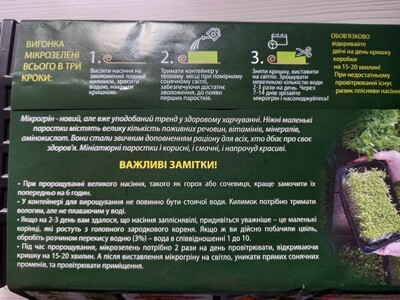 ВИГОНКА
МІКРОЗЕЛЕНІ
ВСЬОГО В ТРИ
КРОКИ:
1.
Висіяти насіння на
зволожений лляний
килимок, зросити
водою, накрити
кришкою.
2.
Тримати контейнер у
теплому місці при помірному
сонячному світлі,
забезпечити достатнє
зволоження, до появи
перших паростків.
3.
Зняти кришку, виставити
на світло. Зрошувати
невеликою кількістю води
2-3 рази на день. Через
7-14 днів зрізайте
мікрогрін і насолоджуйтесь!
ОБОВ'ЯЗКОВО
відкривайте
двічі на день кришку
коробки
на 15-20 хвилин!
При недостатньому
провітрюванні існує
ризик плісняви насіння
Мікрогрін - новий, але вже уподобаний тренд у здоровому харчуванні. Ніжні маленькі
паростки містять велику кількість поживних речовин, вітамінів, мінералів,
амінокислот. Вони стали звичним доповненням раціону для всіх, хто дбає про своє
здоров'я. Мініатюрні паростки і корисні, і смачні, і напрочуд красиві.
ВАЖЛИВІ ЗАМІТКИ!
• При пророщуванні великого насіння, такого як горох або сочевиця, краще замочити їх
попередньо на 6 годин.
• У контейнері для вирощування не повинно бути стоячої води. Килимок потрібно тримати
вологим, але не плаваючим у воді.
• Якщо на 2-3 день вам здалося, що насіння запліснявіло, придивіться уважніше – це маленькі
корінці, які ростуть з головного зародкового кореня. Якщо ж ви дійсно побачили цвіль,
обробіть розчином перекису водню (3%) – вода в співвідношенні 1 до 10.
• Під час пророщування, мікрозелень потрібно 2 рази на день провітрювати, відкриваючи
кришку на 15-20 хвилин. А після виставлення мікрогріну на світло, уникати прямих сонячних
променів, та провітрювати приміщення.